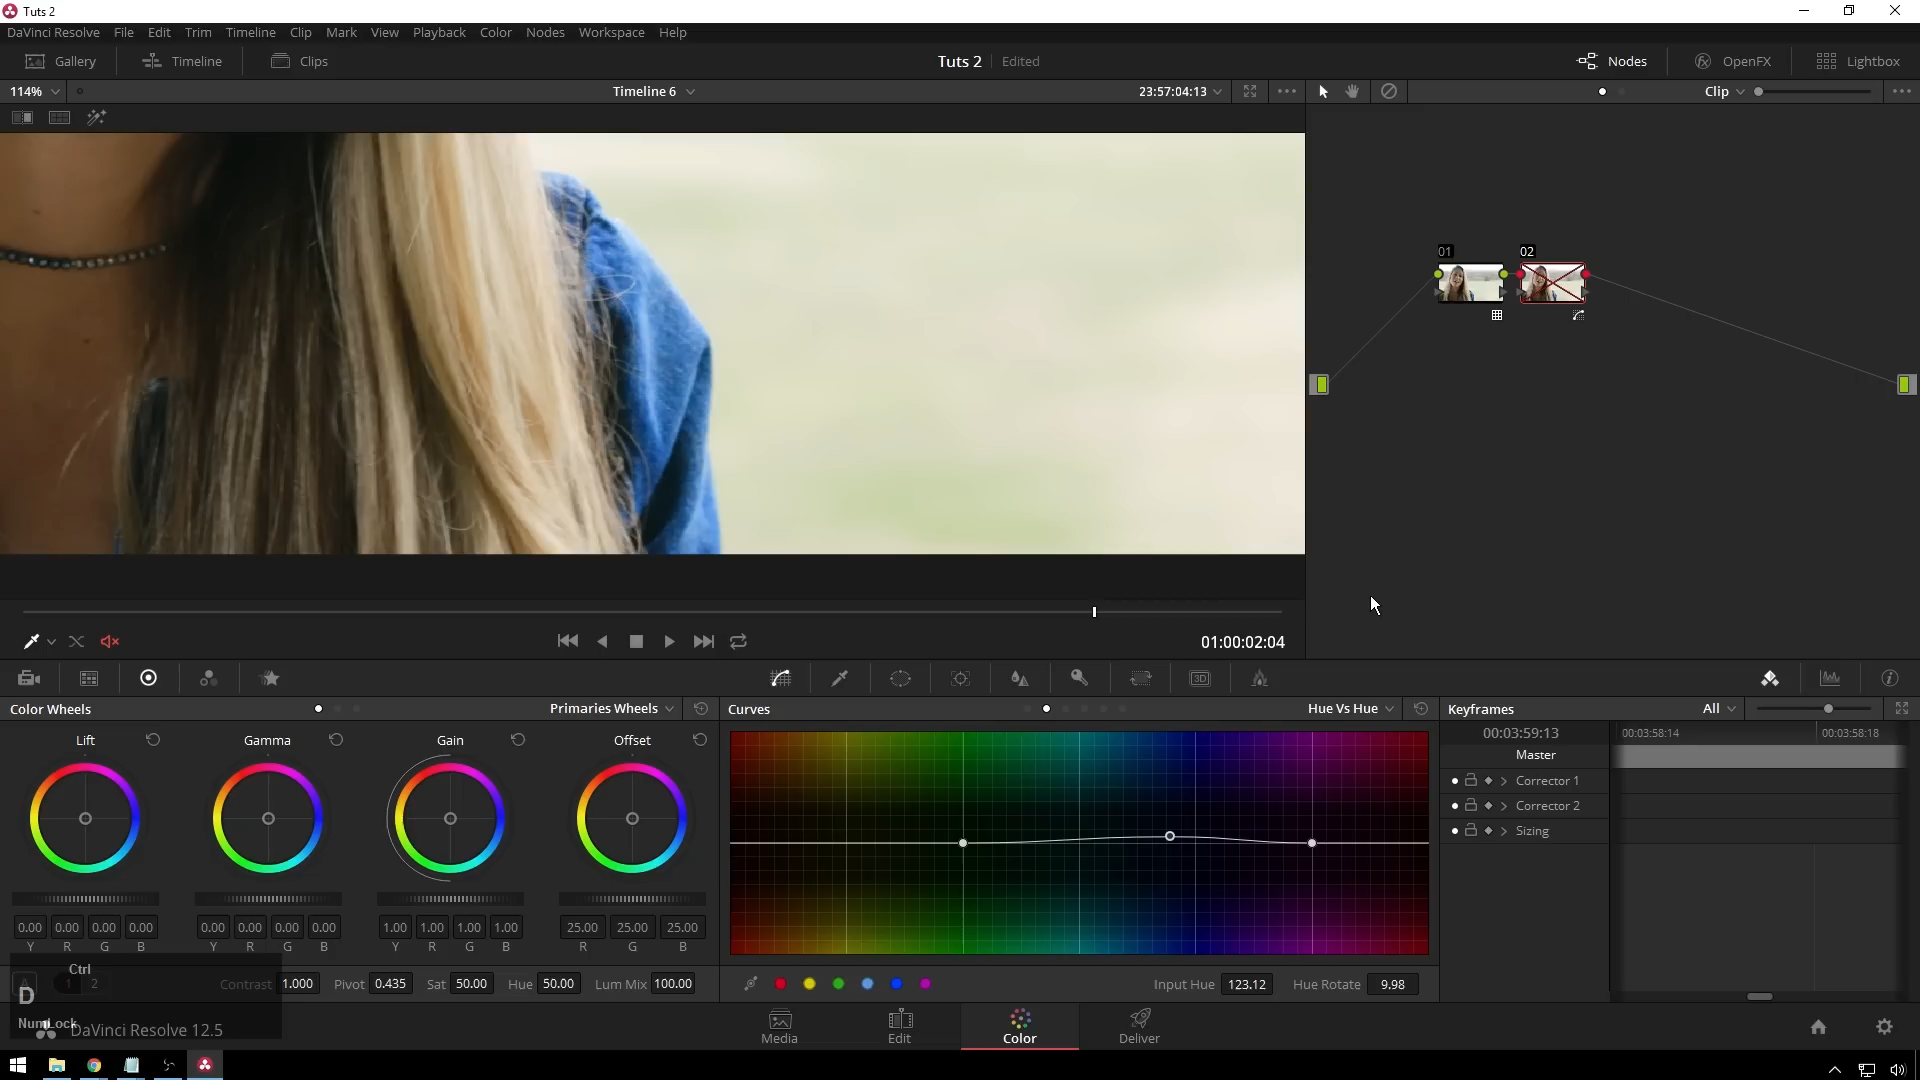 Tuts 2
DaVinci Resolve File Edit Trim Timeline Clip Mark View Playback Color Nodes Workspace Help
Gallery Timeline Clips Tuts 2 Edited Nodes OpenFX Lightbox
114% Timeline 6 23:57:04:13 Clip
01 02
01:00:02:04
3D
Color Wheels Primaries Wheels Curves Hue Vs Hue Keyframes All
Lift Gamma Gain Offset
00:03:59:13 00:03:58:14 00:03:58:18
Master
Corrector 1
Corrector 2
Sizing
0.00 0.00 0.00 0.00 0.00 0.00 0.00 0.00 1.00 1.00 1.00 1.00 25.00 25.00 25.00
Y R G B Y R G B Y R G B R G B
Ctrl
A 1 2 Contrast 1.000 Pivot 0.435 Sat 50.00 Hue 50.00 Lum Mix 100.00 Input Hue 123.12 Hue Rotate 9.98
D
NumLock
DaVinci Resolve 12.5
Media Edit Color Deliver